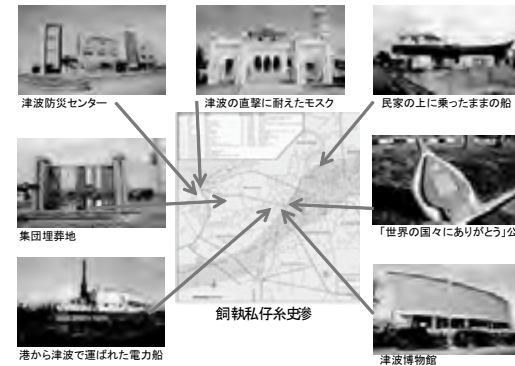 津波防災センター
津波の直撃に耐えたモスク
民家の上に乗ったままの船
集団埋葬地
「世界の国々にありがとう」公
飼執私仔糸史滲
港から津波で運ばれた電力船
津波博物館